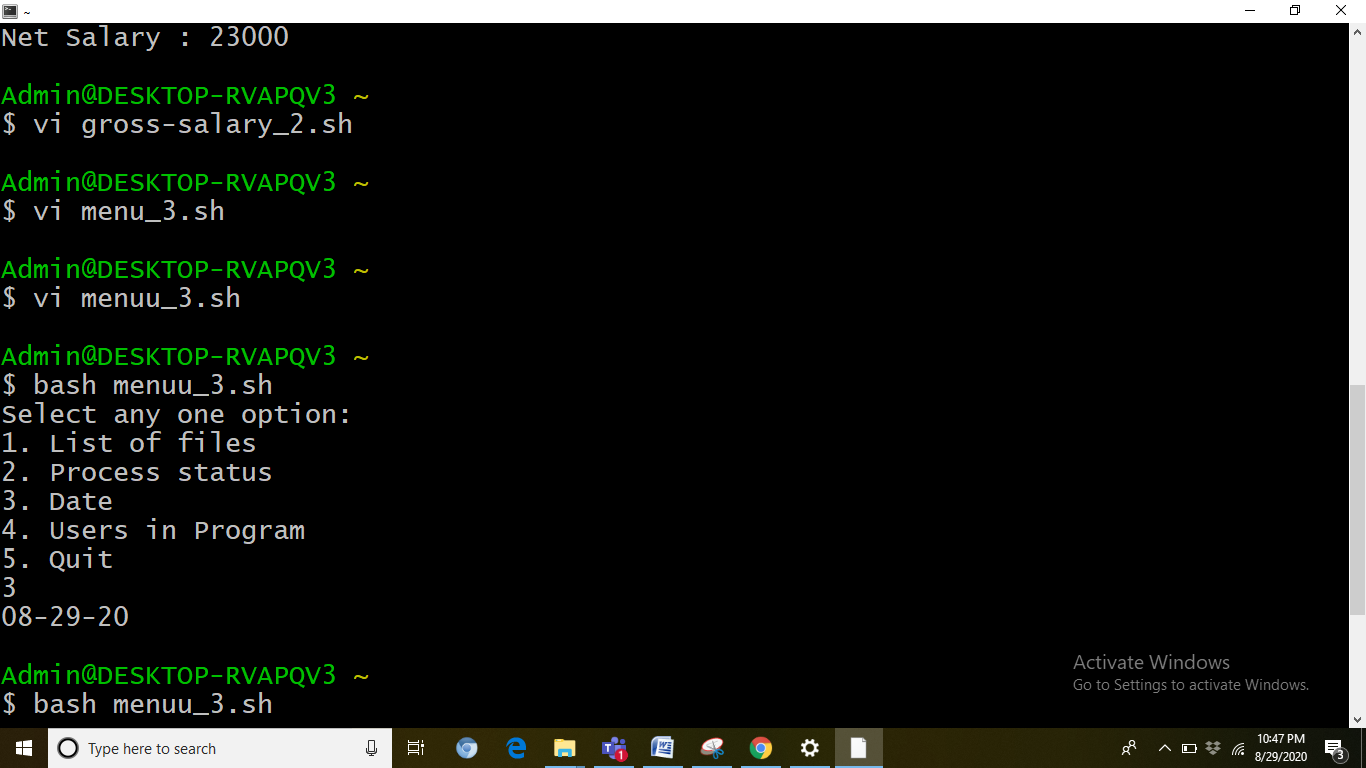 ~
Net Salary : 23000
Admin@DESKTOP-RVAPQV3 ~
$ vi gross-salary_2.sh
Admin@DESKTOP-RVAPQV3 ~
$ vi menu_3.sh
Admin@DESKTOP-RVAPQV3 ~
$ vi menuu_3.sh
Admin@DESKTOP-RVAPQV3 ~
$ bash menuu_3.sh
Select any one option:
1. List of files
2. Process status
3. Date
4. Users in Program
5. Quit
3
08-29-20
Admin@DESKTOP-RVAPQV3 ~
$ bash menuu_3.sh
Activate Windows
Go to Settings to activate Windows.
Type here to search
1
10:47 PM
8/29/2020
3